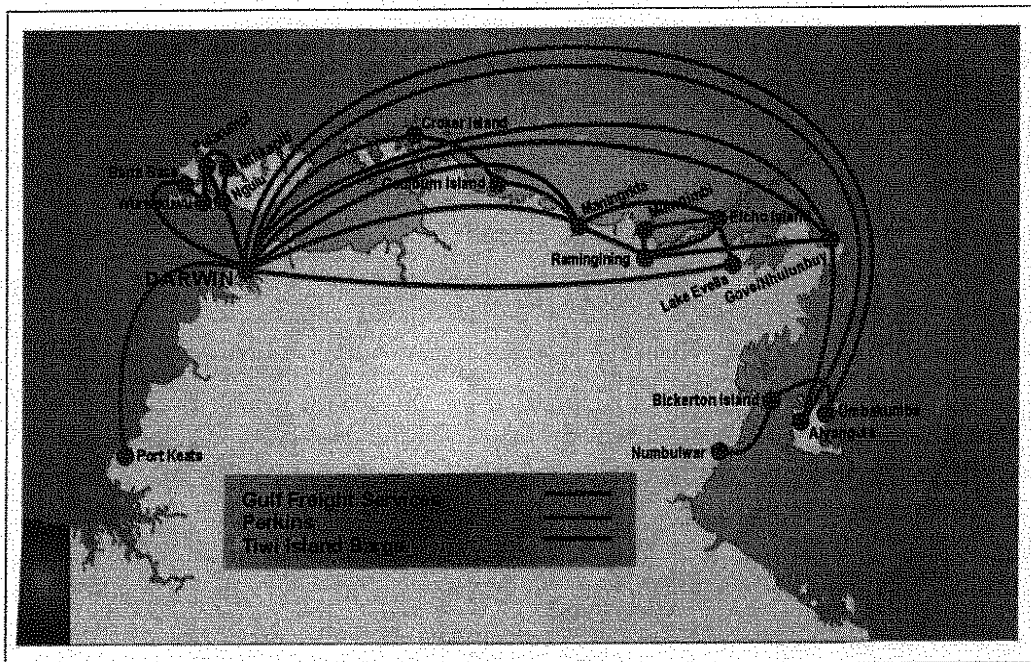 Croker Island
Nguiu
Goulburn Island
Maningrida
Elcho Island
Ramingining
DARWIN
Lake Evella
Gove/Nhulunbuy
Bickerton Island
Umbakumba
Numbulwar
Port Keats
Gulf Freight Services
Perkins
Tiwi Island Barge